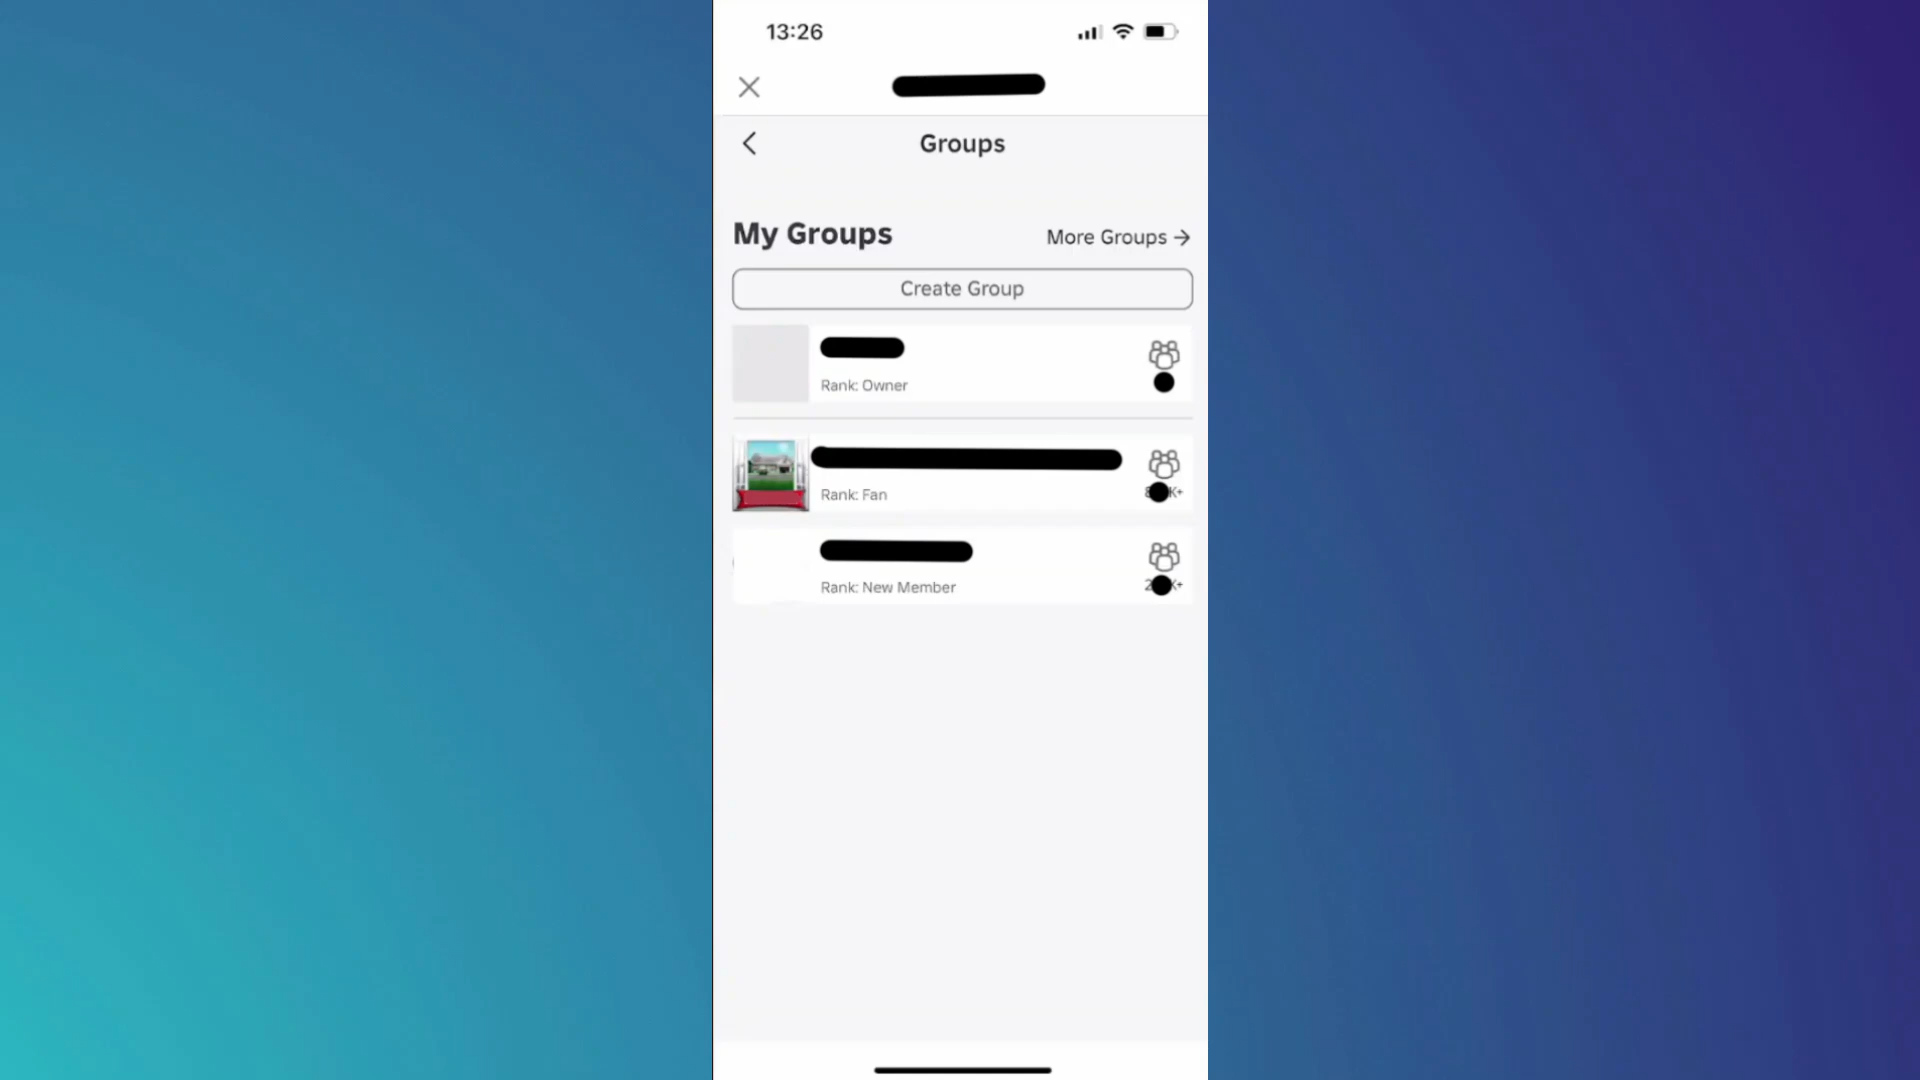 13:26
Groups
My Groups
More Groups →
Create Group
Rank: Owner
Rank: Fan
Rank: New Member